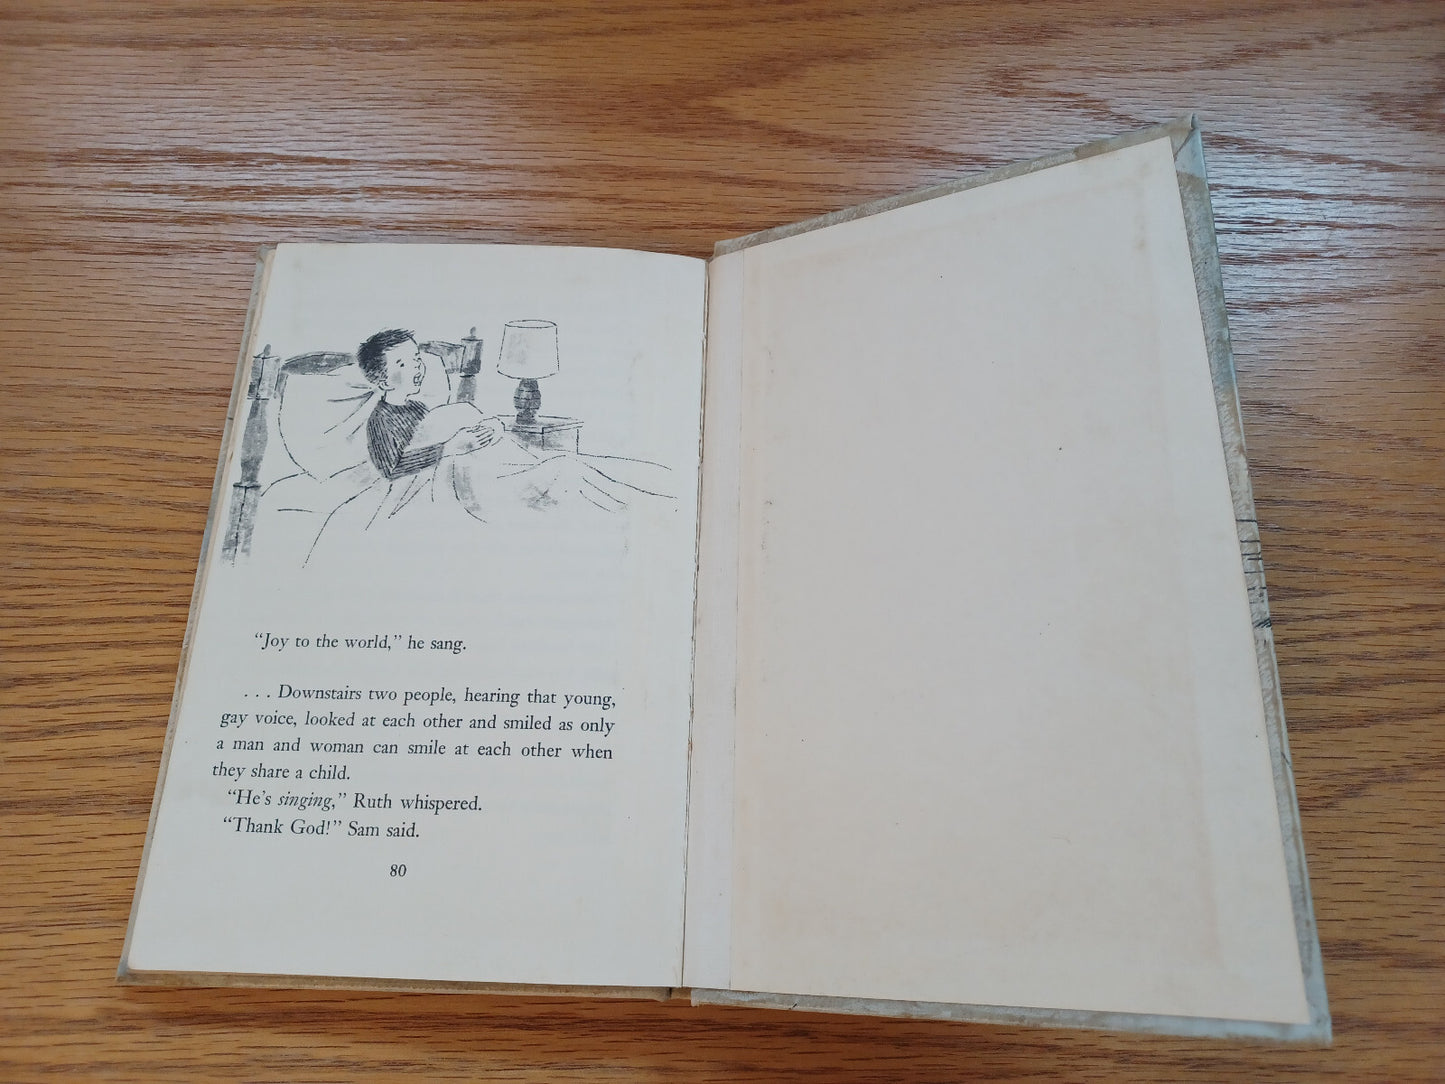 “Joy to the world,” he sang.
. . . Downstairs two people, hearing that young,
gay voice, looked at each other and smiled as only
a man and woman can smile at each other when
they share a child.
“He’s singing,” Ruth whispered.
“Thank God!” Sam said.
80